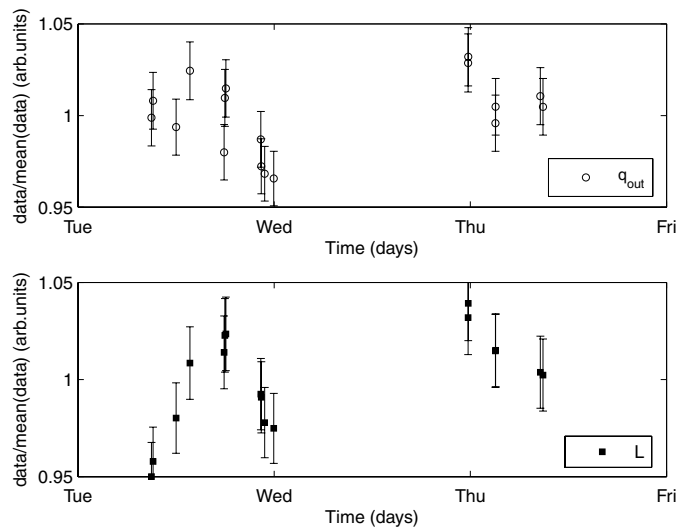 data/mean(data) (arb.units)
1.05
1
0.95
q_out
Tue Wed Thu Fri
Time (days)
data/mean(data) (arb.units)
1.05
1
0.95
L
Tue Wed Thu Fri
Time (days)